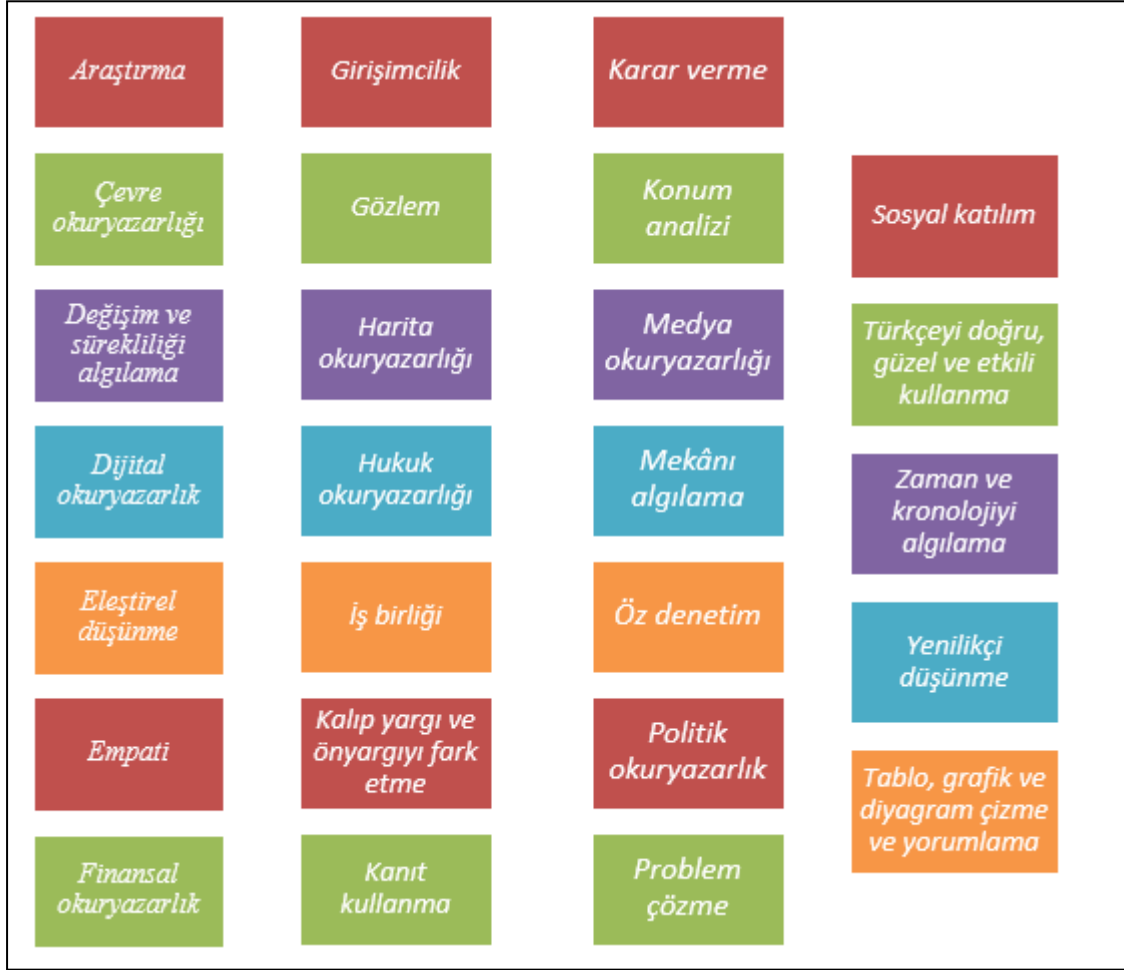 Araştırma
Çevre
okuryazarlığı
Değişim ve
sürekliliği
algılama
Dijital
okuryazarlık
Eleştirel
düşünme
Empati
Finansal
okuryazarlık
Girişimcilik
Gözlem
Harita
okuryazarlığı
Hukuk
okuryazarlığı
İş birliği
Kalıp yargı ve
önyargıyı fark
etme
Kanıt
kullanma
Karar verme
Konum
analizi
Medya
okuryazarlığı
Mekânı
algılama
Öz denetim
Politik
okuryazarlık
Problem
çözme
Sosyal katılım
Türkçeyi doğru,
güzel ve etkili
kullanma
Zaman ve
kronolojiyi
algılama
Yenilikçi
düşünme
Tablo, grafik ve
diyagram çizme
ve yorumlama